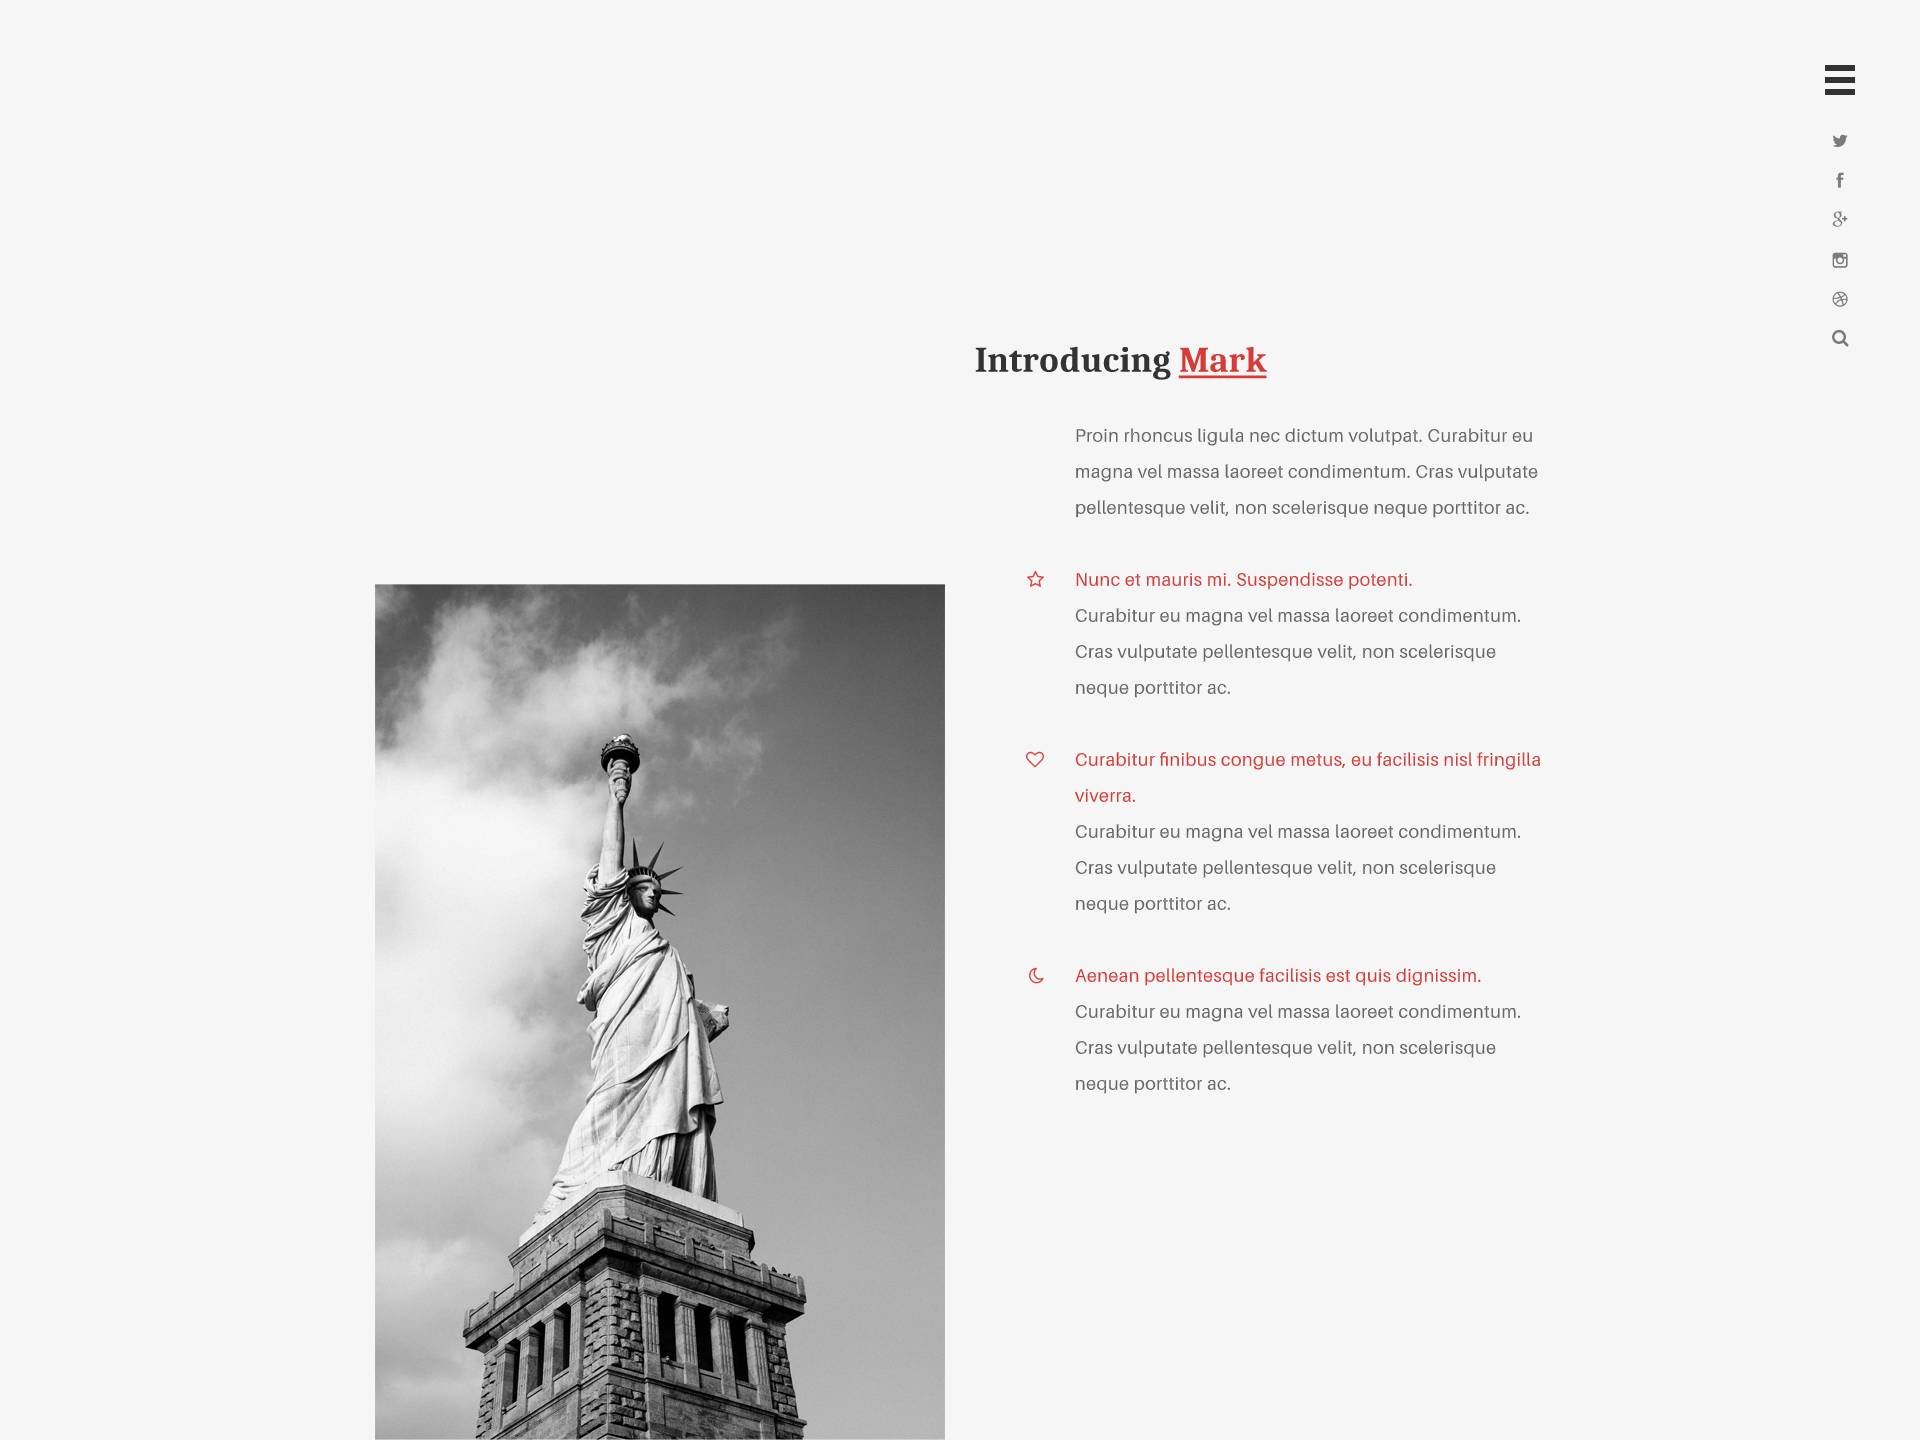 Introducing Mark
Proin rhoncus ligula nec dictum volutpat. Curabitur eu
magna vel massa laoreet condimentum. Cras vulputate
pellentesque velit, non scelerisque neque porttitor ac.
Nunc et mauris mi. Suspendisse potenti.
Curabitur eu magna vel massa laoreet condimentum.
Cras vulputate pellentesque velit, non scelerisque
neque porttitor ac.
Curabitur finibus congue metus, eu facilisis nisl fringilla
viverra.
Curabitur eu magna vel massa laoreet condimentum.
Cras vulputate pellentesque velit, non scelerisque
neque porttitor ac.
Aenean pellentesque facilisis est quis dignissim.
Curabitur eu magna vel massa laoreet condimentum.
Cras vulputate pellentesque velit, non scelerisque
neque porttitor ac.